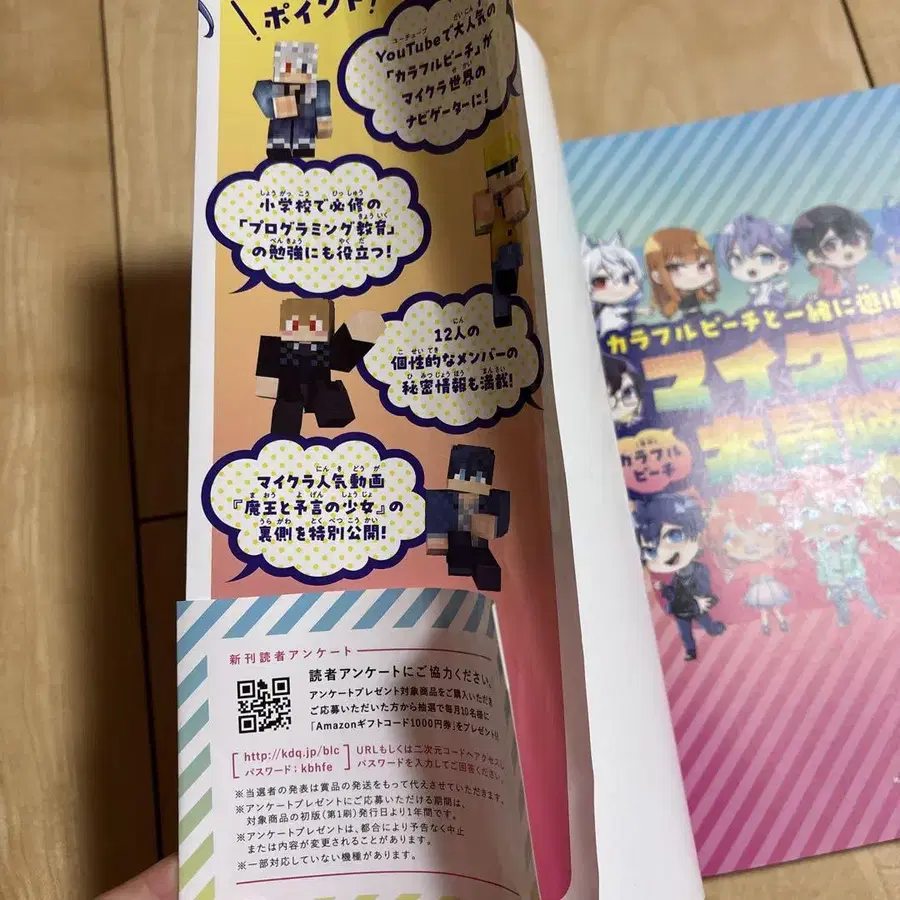 ポイント!
YouTubeで大人気の
「カラフルピーチ」が
マイクラ世界の
ナビゲーターに!
小学校で必修の
「プログラミング教育」
の勉強にも役立つ!
12人の
個性的なメンバーの
秘密情報も満載!
マイクラ人気動画
『魔王と予言の少女』の
裏側を特別公開!
新刊読者アンケート
読者アンケートにご協力ください。
アンケートプレゼント対象商品をご購入いただき
ご応募いただいた方から抽選で毎月10名様に
「Amazonギフトコード1000円券」をプレゼント!!
http://kdq.jp/blc
パスワード:kbhfe
URLもしくは二次元コードへアクセスし
パスワードを入力してご回答ください。
※当選者の発表は賞品の発送をもって代えさせていただきます。
※アンケートプレゼントにご応募いただける期間は、
対象商品の初版(第1刷)発行日より1年間です。
※アンケートプレゼントは、都合により予告なく中止
または内容が変更されることがあります。
※一部対応していない機種があります。
カラフルピーチと一緒に遊ぼ
マイクラ
カラフル
ピーチ